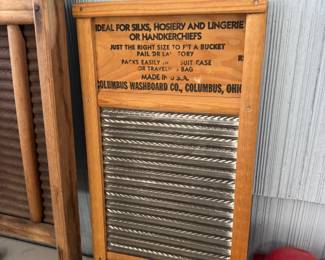 IDEAL FOR SILKS, HOSIERY AND LINGERIE
OR HANDKERCHIEFS
JUST THE RIGHT SIZE TO FIT A BUCKET
PAIL OR LAVATORY
PACKS EASILY IN SUIT CASE
OR TRAVELING BAG
MADE IN U.S.A.
COLUMBUS WASHBOARD CO., COLUMBUS, OHIO